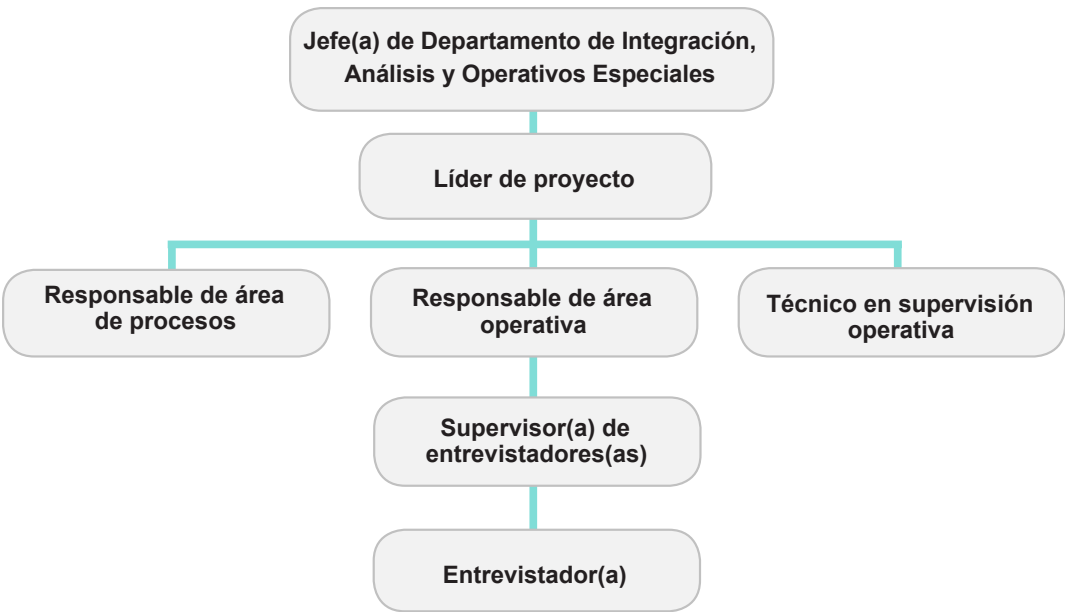 Jefe(a) de Departamento de Integración,
Análisis y Operativos Especiales
Líder de proyecto
Responsable de área
de procesos
Responsable de área
operativa
Técnico en supervisión
operativa
Supervisor(a) de
entrevistadores(as)
Entrevistador(a)